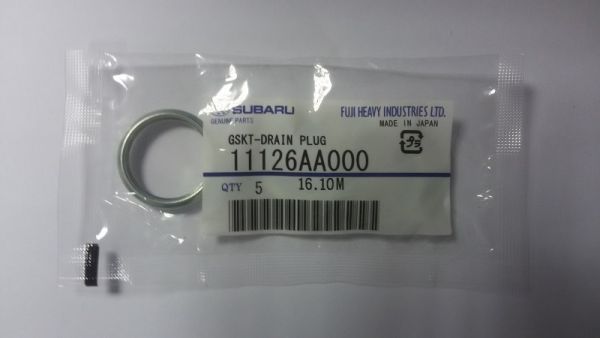 SUBARU
GENUINE PARTS
FUJI HEAVY INDUSTRIES LTD.
MADE IN JAPAN
GSKT-DRAIN PLUG
11126AA000
QTY 5 16.10M